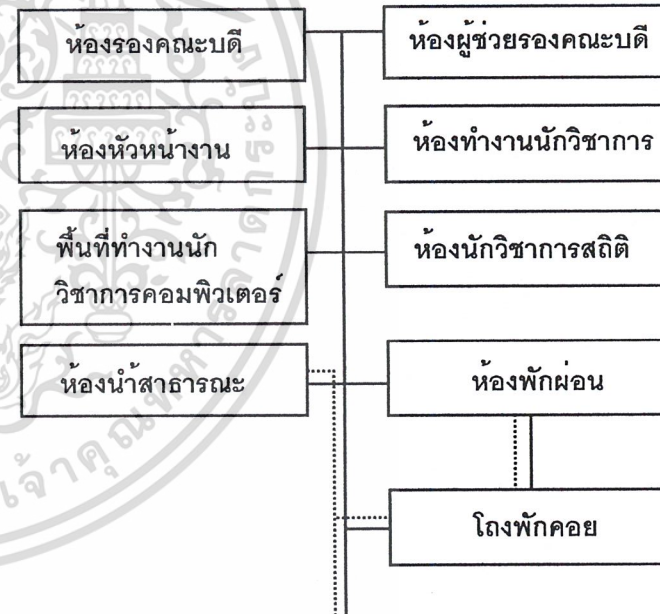 ห้องรองคณะบดี
ห้องผู้ช่วยรองคณะบดี
ห้องหัวหน้างาน
ห้องทำงานนักวิชาการ
พื้นที่ทำงานนัก
วิชาการคอมพิวเตอร์
ห้องนักวิชาการสถิติ
ห้องน้ำสาธารณะ
ห้องพักผ่อน
โถงพักคอย